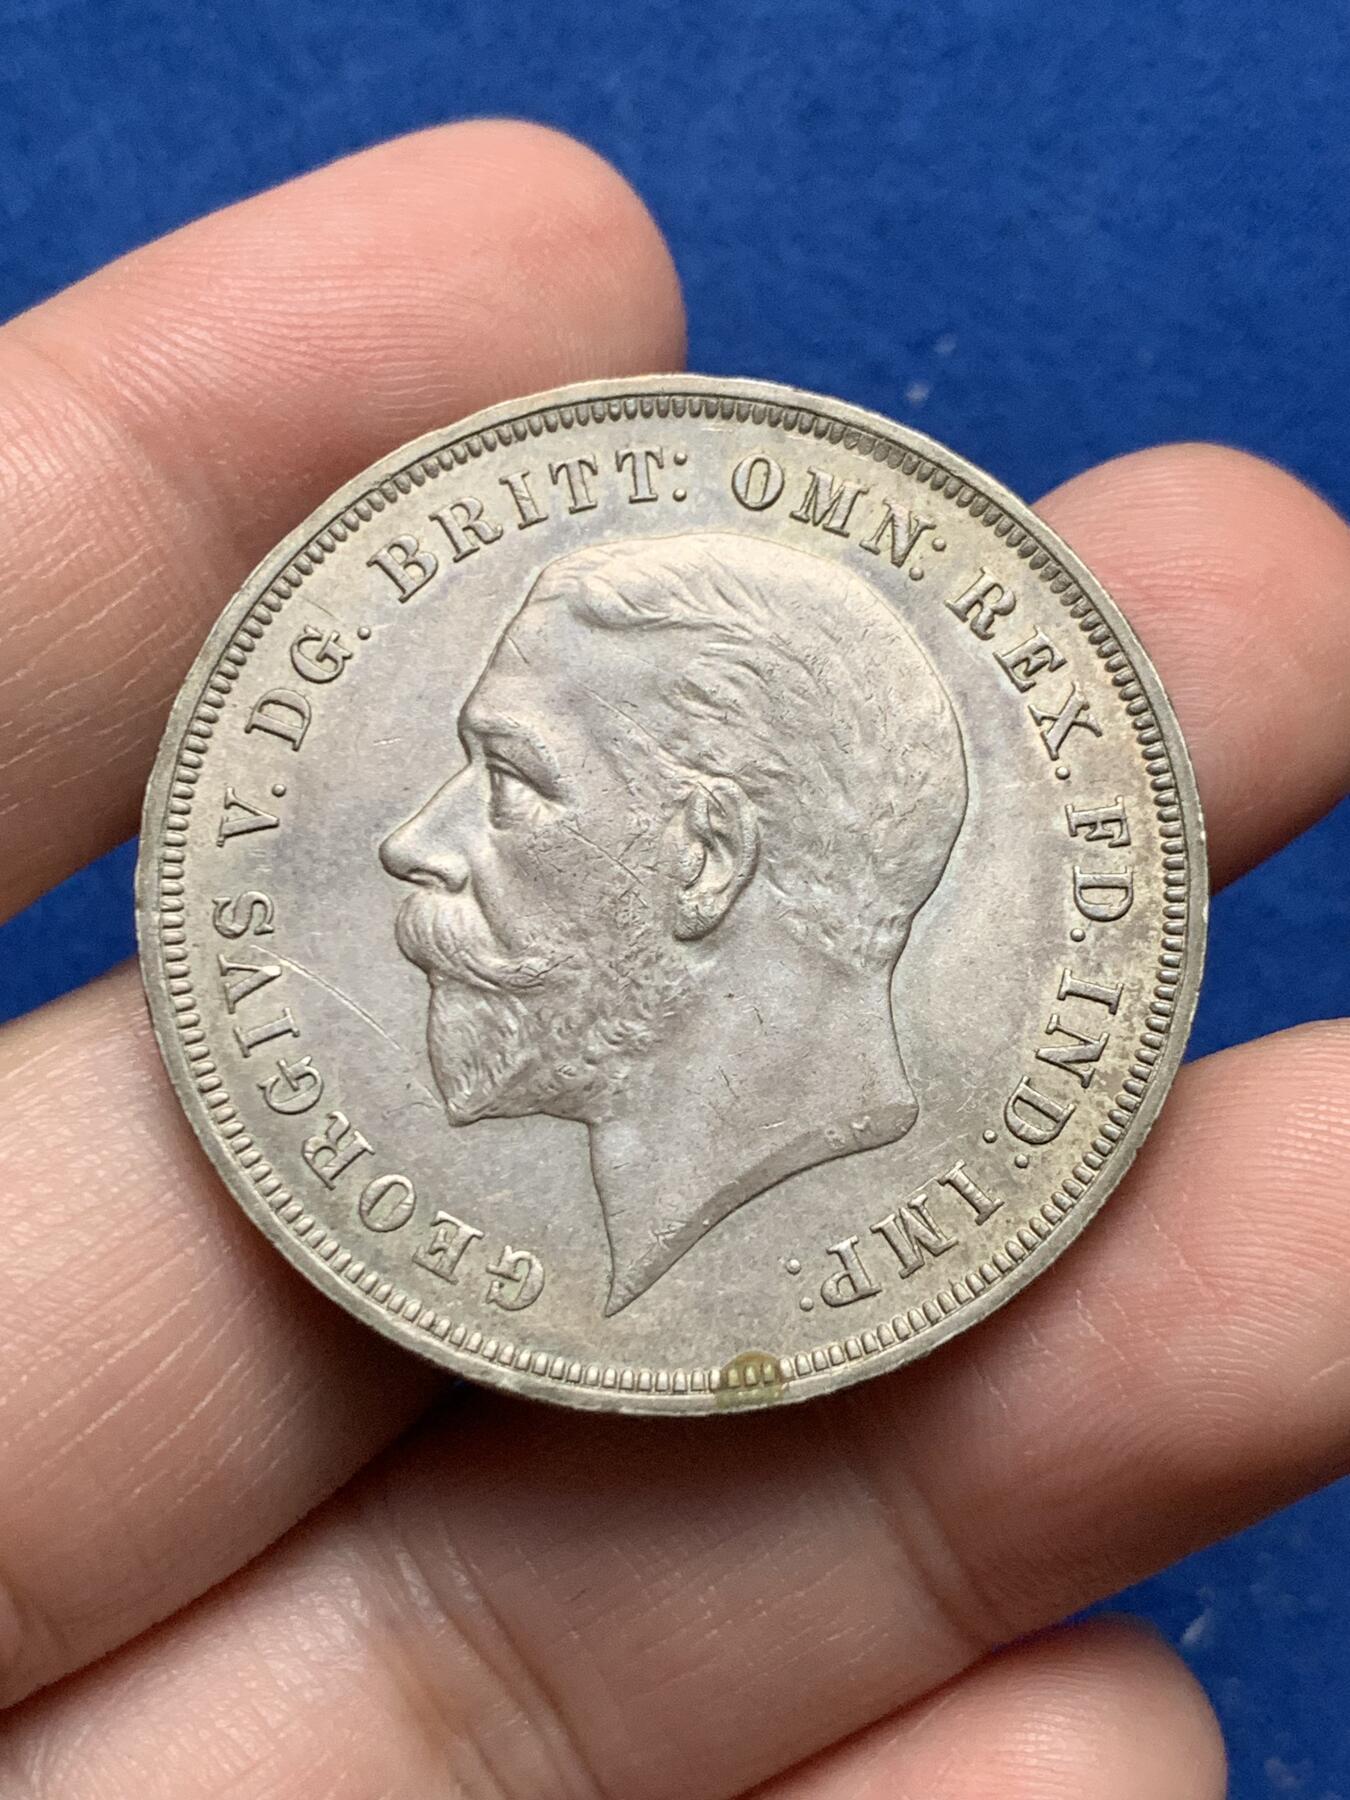 GEORGIVS V. DG. BRITT: OMN: REX. FD. IND: IMP:
BM